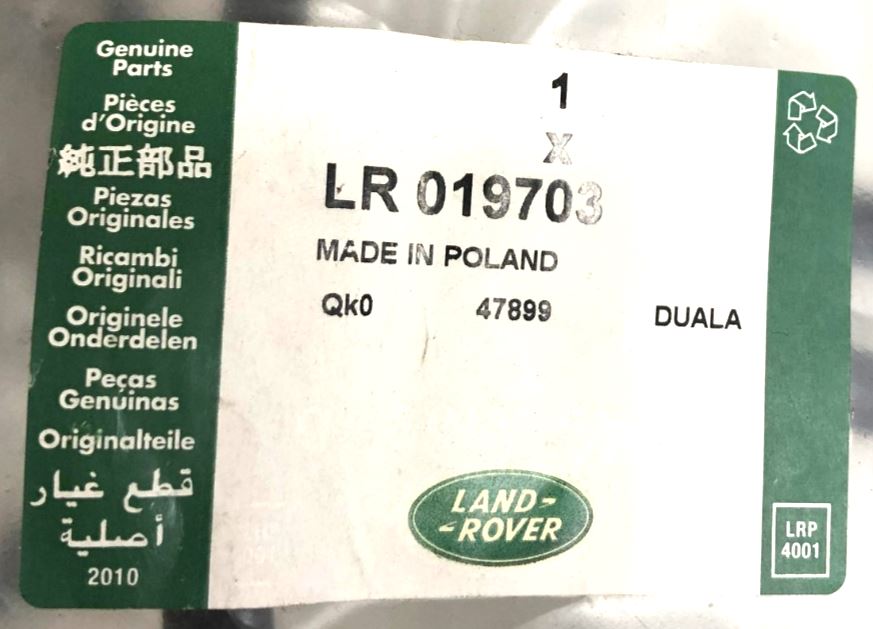 Genuine
Parts
Pièces
d'Origine
純正部品
Piezas
Originales
Ricambi
Originali
Originele
Onderdelen
Peças
Genuinas
Originalteile
قطع غيار
أصلية
2010
1
X
LR 019703
MADE IN POLAND
Qk0 47899 DUALA
LAND-
-ROVER
LRP
4001